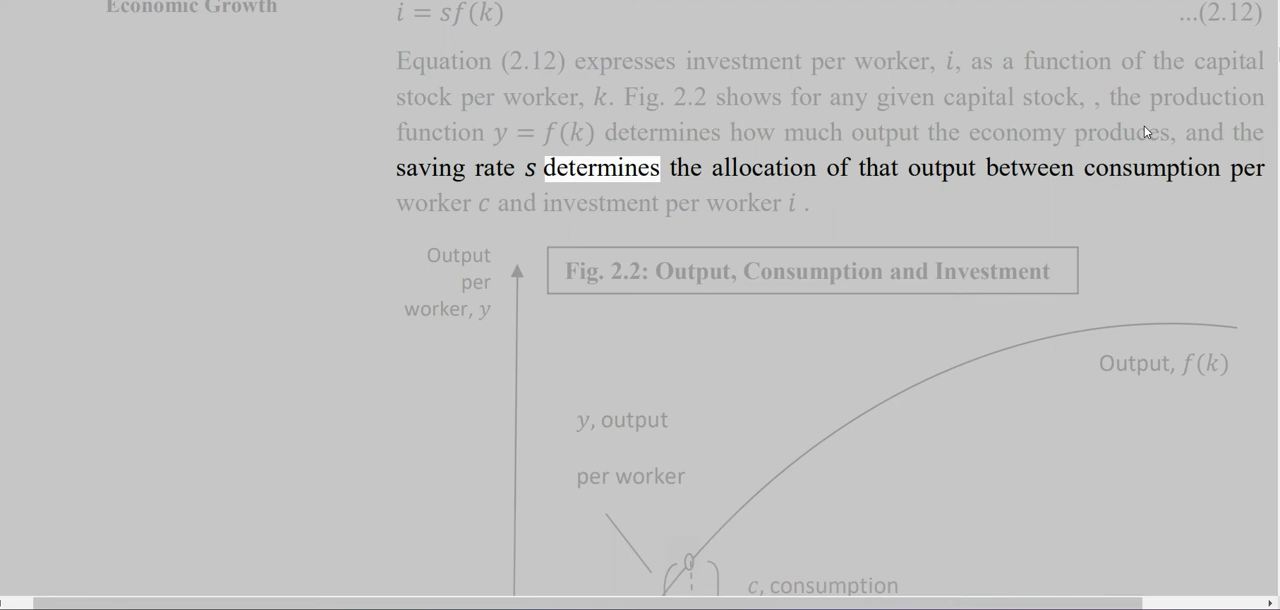 Economic Growth
i = sf(k) ...(2.12)
Equation (2.12) expresses investment per worker, i, as a function of the capital
stock per worker, k. Fig. 2.2 shows for any given capital stock, , the production
function y = f(k) determines how much output the economy produces, and the
saving rate s determines the allocation of that output between consumption per
worker c and investment per worker i .
Output
per
worker, y
Fig. 2.2: Output, Consumption and Investment
Output, f(k)
y, output
per worker
c, consumption